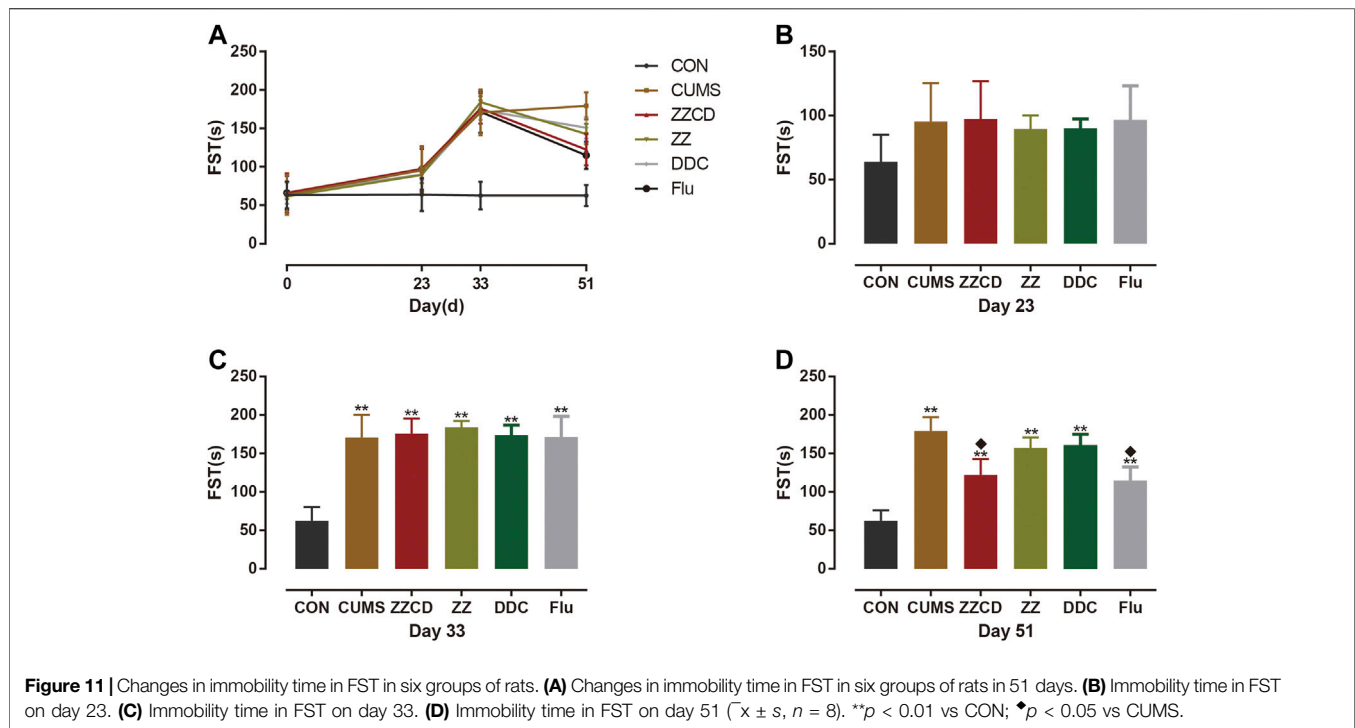 A
FST(s)
250
200
150
100
50
0
0 23 33 51
Day(d)
CON
CUMS
ZZCD
ZZ
DDC
Flu
B
FST(s)
150
100
50
0
CON CUMS ZZCD ZZ DDC Flu
Day 23
C
FST(s)
250
200
150
100
50
0
** ** ** ** **
CON CUMS ZZCD ZZ DDC Flu
Day 33
D
FST(s)
250
200
150
100
50
0
** ◆ ** ** ** ◆ **
CON CUMS ZZCD ZZ DDC Flu
Day 51
Figure 11 | Changes in immobility time in FST in six groups of rats. (A) Changes in immobility time in FST in six groups of rats in 51 days. (B) Immobility time in FST
on day 23. (C) Immobility time in FST on day 33. (D) Immobility time in FST on day 51 (¯x ± s, n = 8). **p < 0.01 vs CON; ◆p < 0.05 vs CUMS.